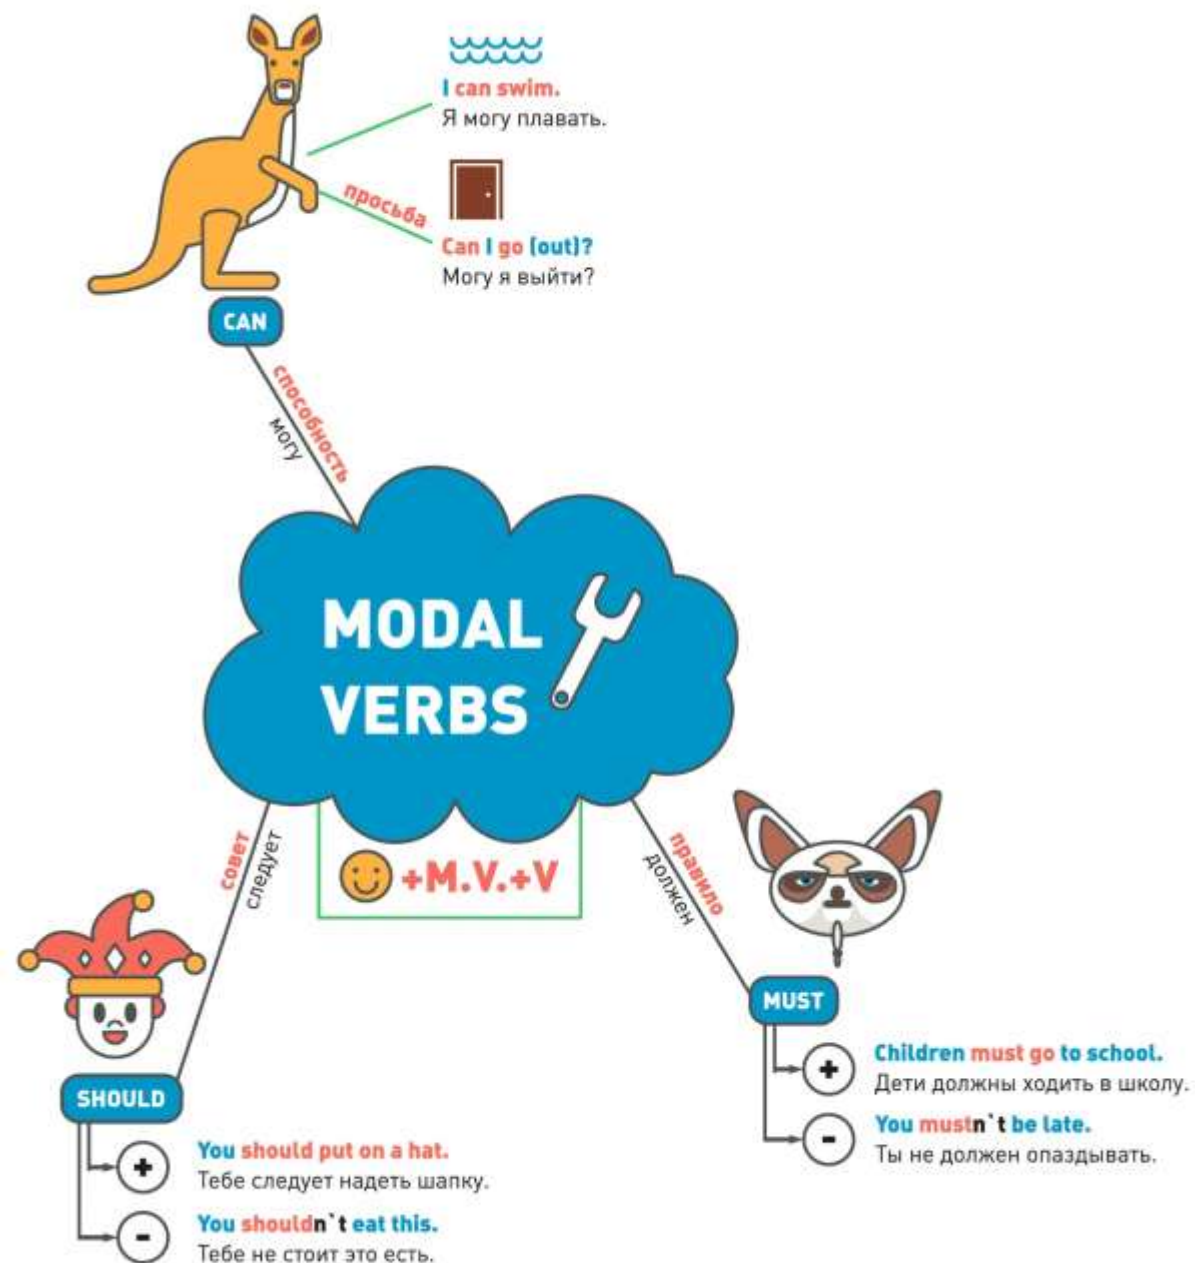 I can swim.
Я могу плавать.
просьба
Can I go (out)?
Могу я выйти?
CAN
способность
могу
MODAL
VERBS
+M.V.+V
совет
следует
правило
должен
SHOULD
+
You should put on a hat.
Тебе следует надеть шапку.
-
You shouldn`t eat this.
Тебе не стоит это есть.
MUST
+
Children must go to school.
Дети должны ходить в школу.
-
You mustn`t be late.
Ты не должен опаздывать.